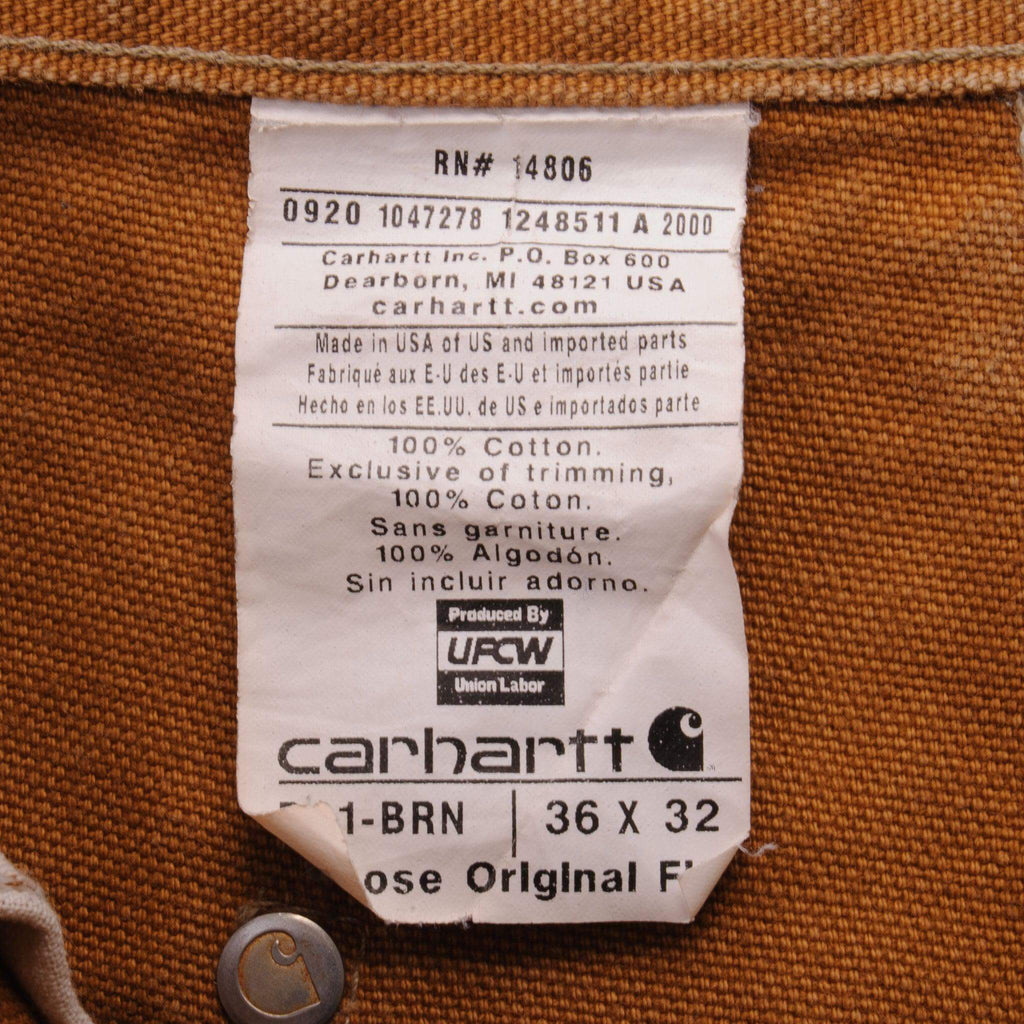 RN# 14806
0920 1047278 1248511 A 2000
Carhartt Inc. P.O. Box 600
Dearborn, MI 48121 USA
carhartt.com
Made in USA of US and imported parts
Fabriqué aux E-U des E-U et importés partie
Hecho en los EE.UU. de US e importados parte
100% Cotton.
Exclusive of trimming,
100% Coton.
Sans garniture.
100% Algodón.
Sin incluir adorno.
Produced By
UFCW
Union Labor
carhartt
1-BRN | 36 X 32
Original